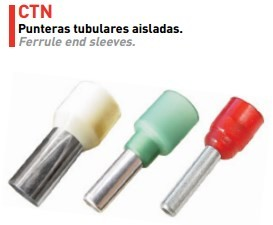 CTN
Punteras tubulares aisladas.
Ferrule end sleeves.